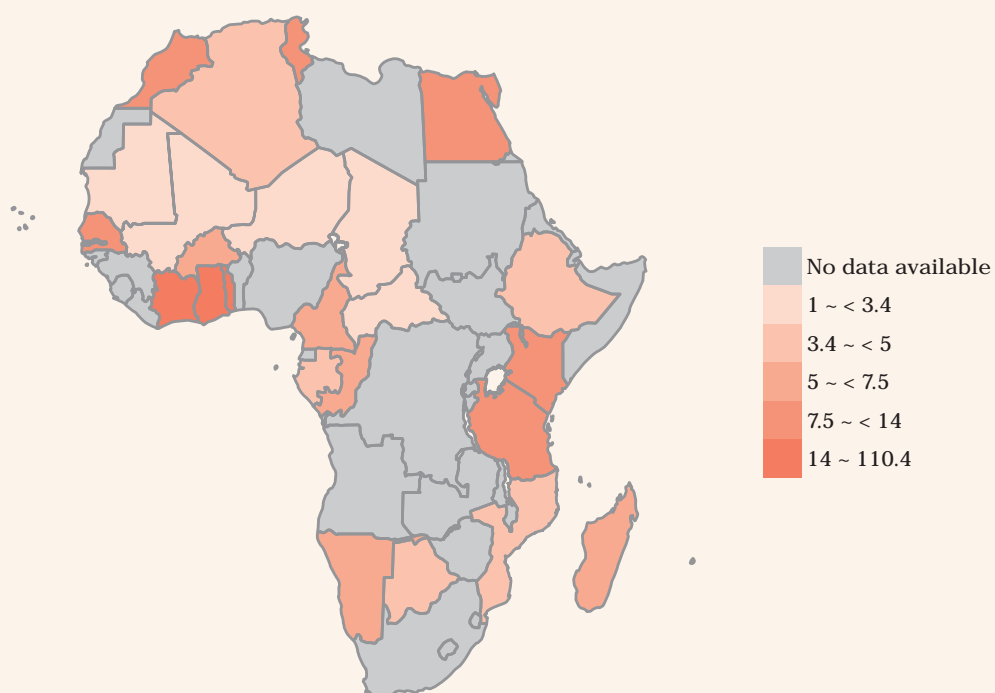 No data available
1 ~ < 3.4
3.4 ~ < 5
5 ~ < 7.5
7.5 ~ < 14
14 ~ 110.4